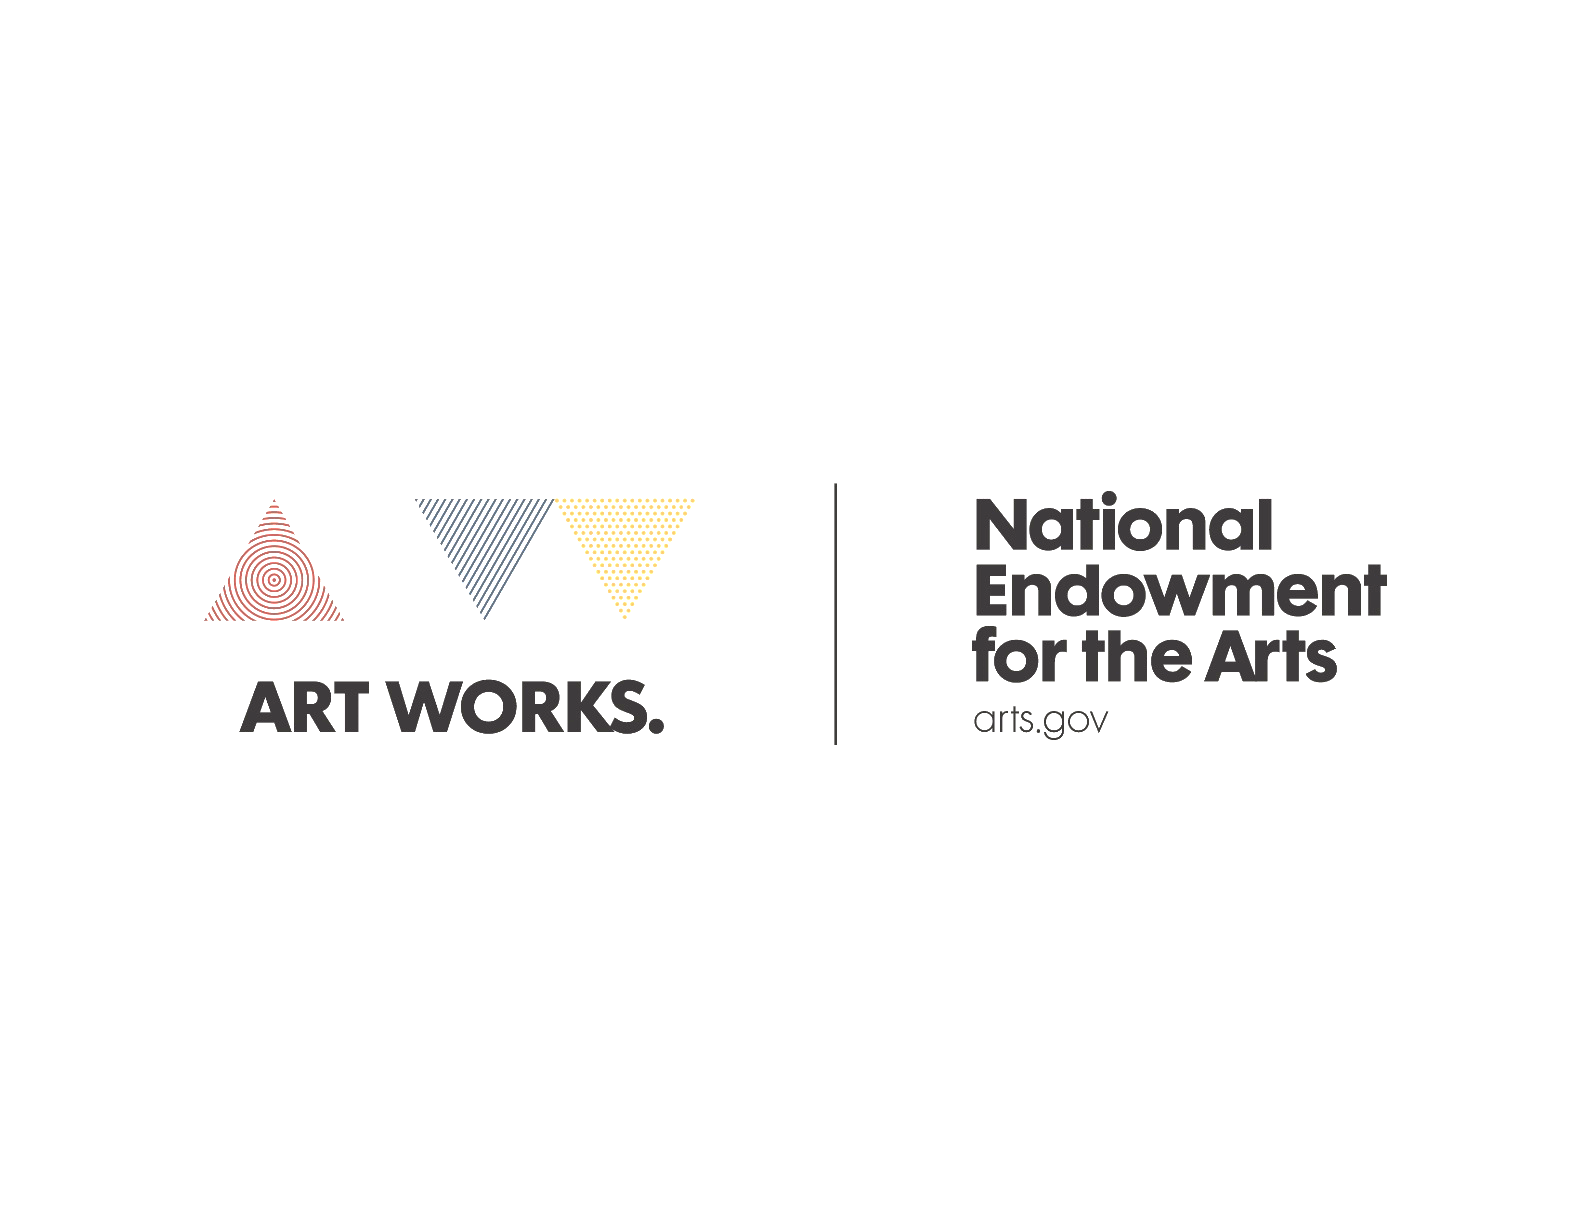 ART WORKS.
National
Endowment
for the Arts
arts.gov